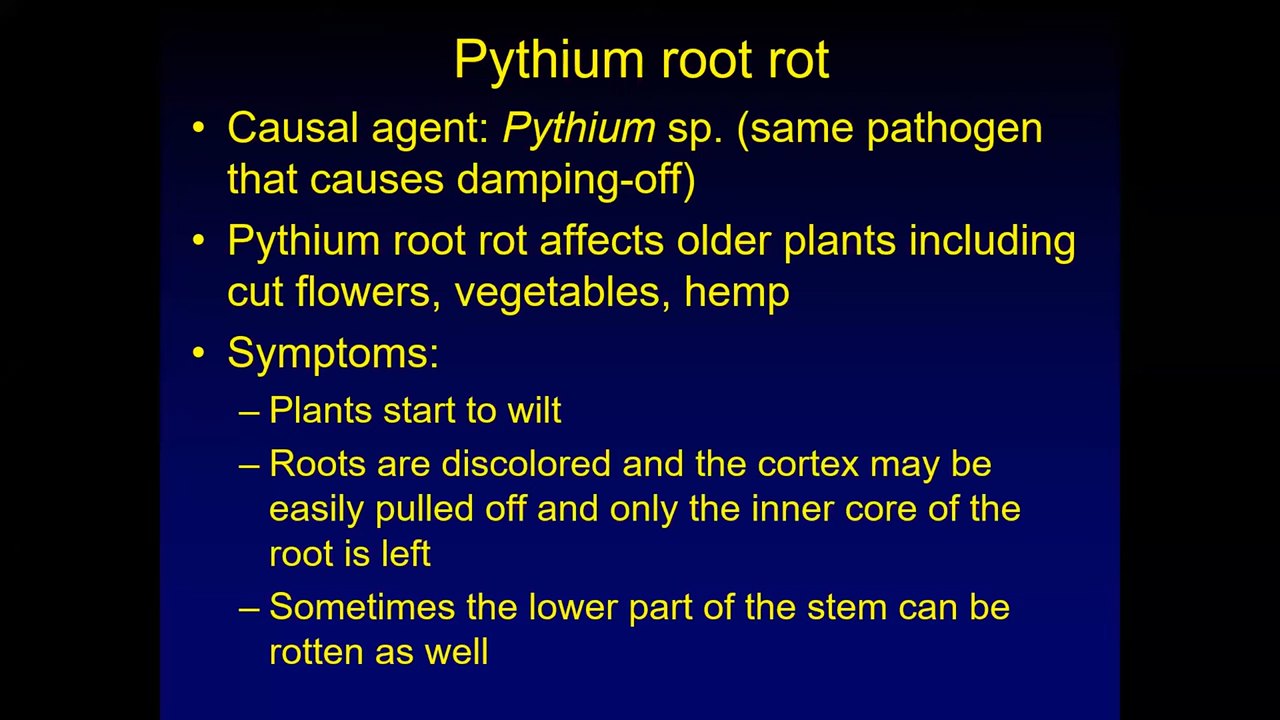 Pythium root rot
• Causal agent: Pythium sp. (same pathogen
that causes damping-off)
• Pythium root rot affects older plants including
cut flowers, vegetables, hemp
• Symptoms:
– Plants start to wilt
– Roots are discolored and the cortex may be
easily pulled off and only the inner core of the
root is left
– Sometimes the lower part of the stem can be
rotten as well